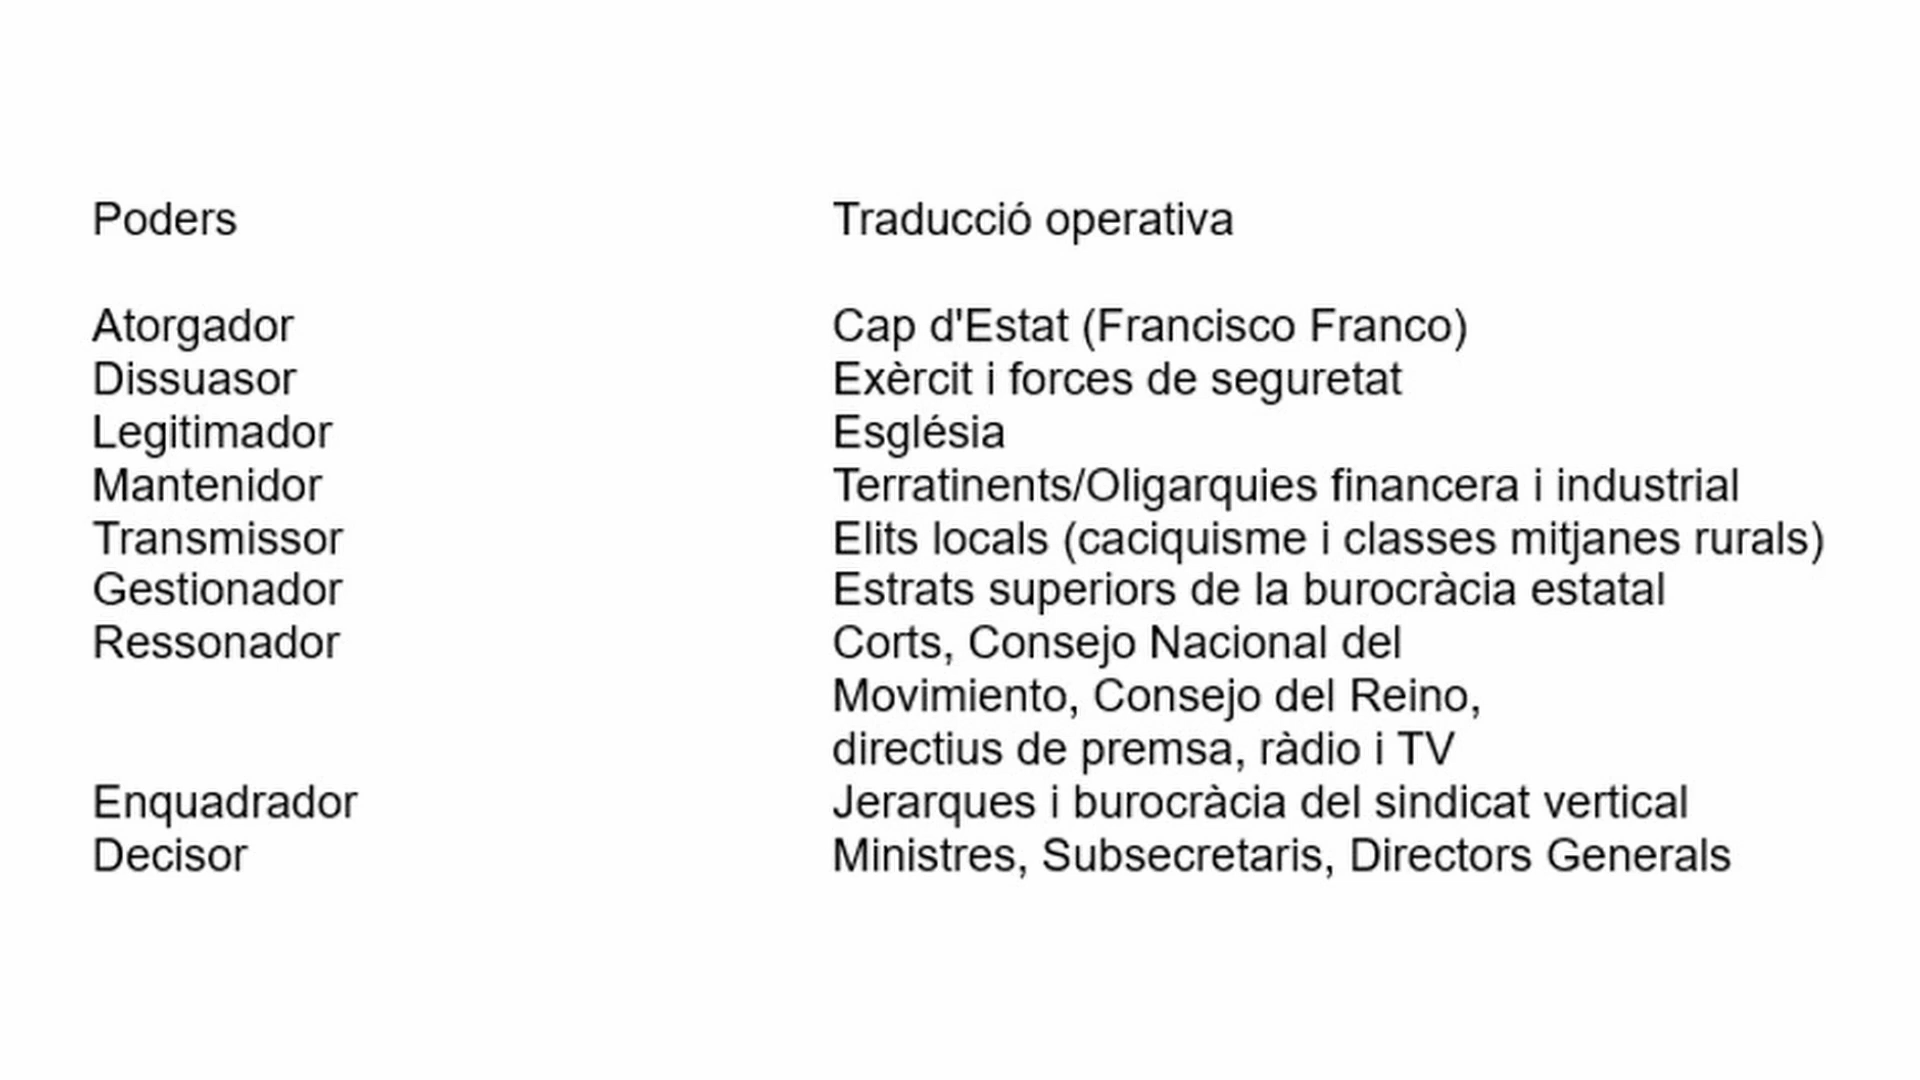 Poders Traducció operativa
Atorgador Cap d'Estat (Francisco Franco)
Dissuasor Exèrcit i forces de seguretat
Legitimador Església
Mantenidor Terratinents/Oligarquies financera i industrial
Transmissor Elits locals (caciquisme i classes mitjanes rurals)
Gestionador Estrats superiors de la burocràcia estatal
Ressonador Corts, Consejo Nacional del
Movimiento, Consejo del Reino,
directius de premsa, ràdio i TV
Enquadrador Jerarques i burocràcia del sindicat vertical
Decisor Ministres, Subsecretaris, Directors Generals